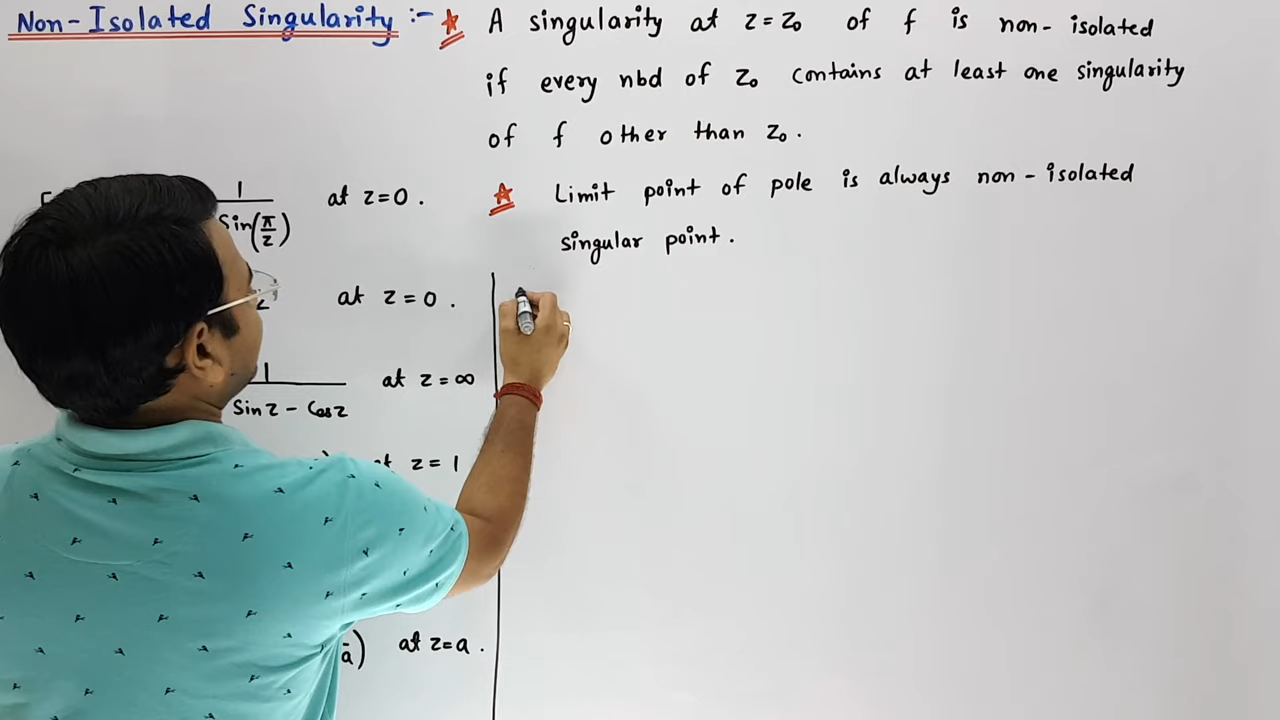 Non-Isolated Singularity :-
★ A singularity at z = z₀ of f is non-isolated
if every nbd of z₀ contains at least one singularity
of f other than z₀.
★ Limit point of pole is always non-isolated
singular point.
1
Sin(π/z) at z=0.
z at z=0.
1
Sin z - Cos z at z=∞
at z=1
a) at z=a.